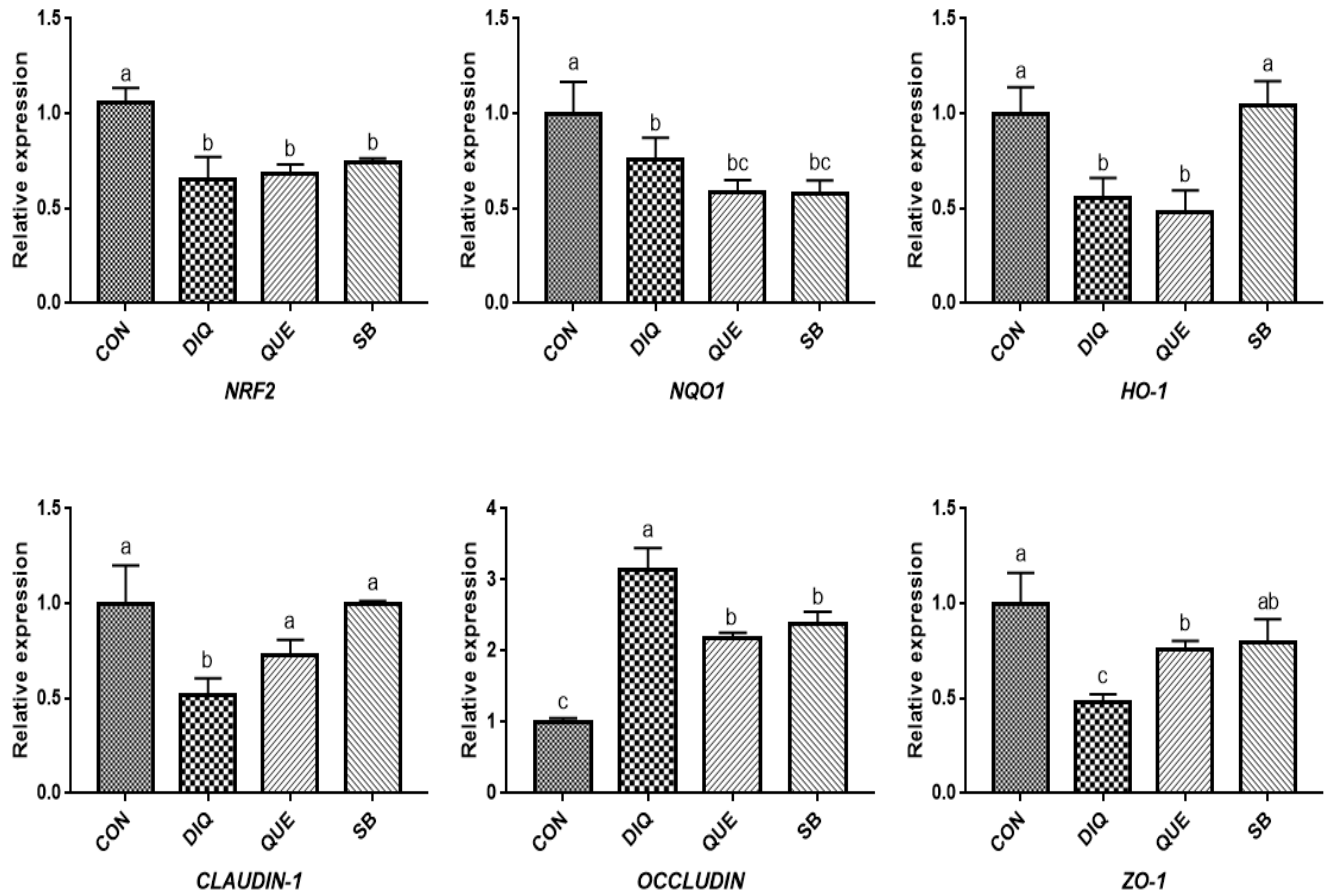 Relative expression
1.5
1.0
0.5
0.0
a
b
b
b
CON
DIQ
QUE
SB
NRF2
Relative expression
1.5
1.0
0.5
0.0
a
b
bc
bc
CON
DIQ
QUE
SB
NQO1
Relative expression
1.5
1.0
0.5
0.0
a
b
b
a
CON
DIQ
QUE
SB
HO-1
Relative expression
1.5
1.0
0.5
0.0
a
b
a
a
CON
DIQ
QUE
SB
CLAUDIN-1
Relative expression
4
3
2
1
0
c
a
b
b
CON
DIQ
QUE
SB
OCCLUDIN
Relative expression
1.5
1.0
0.5
0.0
a
c
b
ab
CON
DIQ
QUE
SB
ZO-1